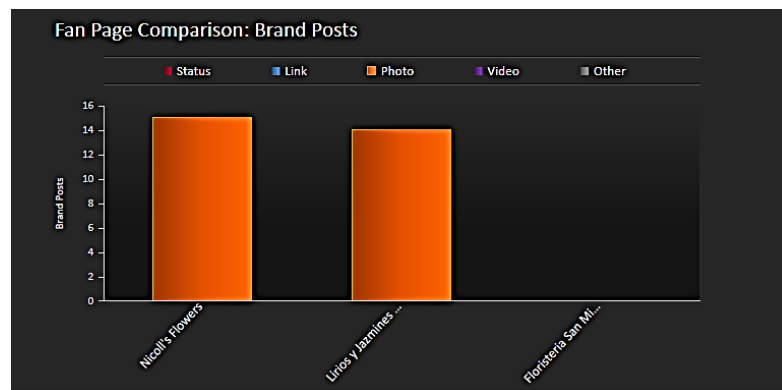 Fan Page Comparison: Brand Posts
Status Link Photo Video Other
16
14
12
10
8
6
4
2
0
Brand Posts
Nicoll's Flowers
Lirios y Jazmines ...
Floristeria San Mi...